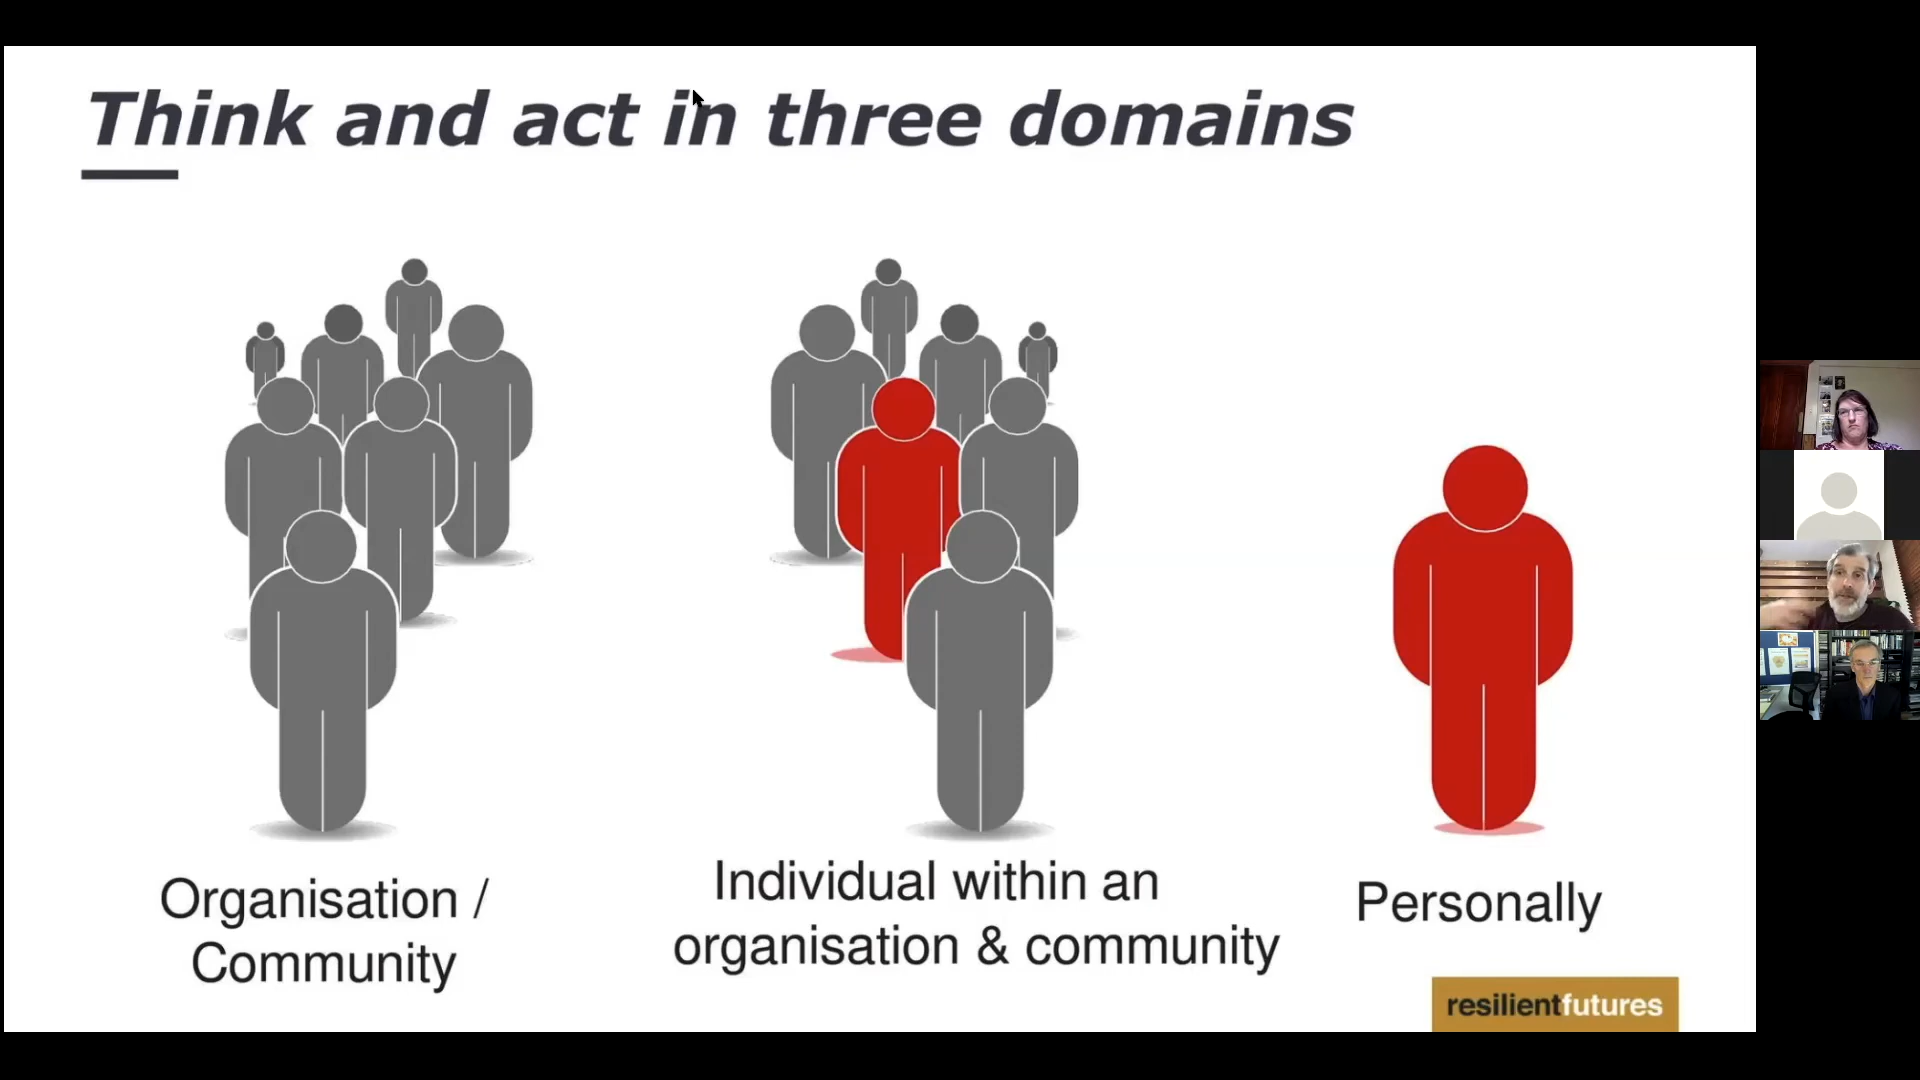 Think and act in three domains
Organisation /
Community
Individual within an
organisation & community
Personally
resilientfutures